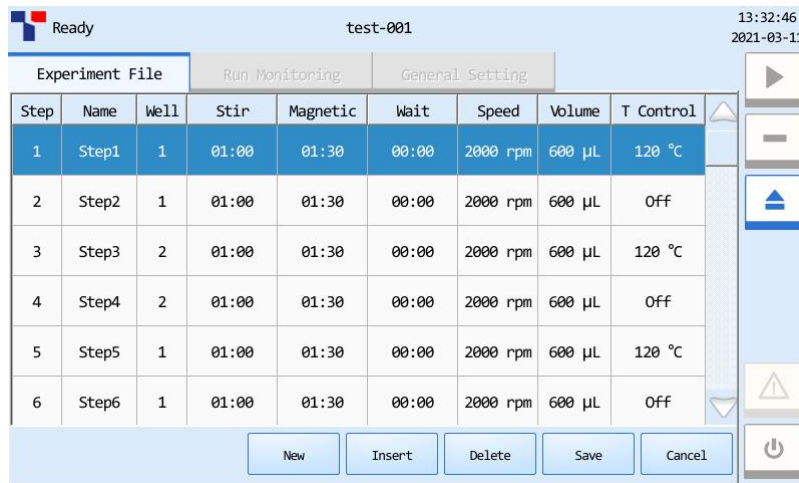 Ready test-001 13:32:46
2021-03-11
Experiment File Run Monitoring General Setting
Step Name Well Stir Magnetic Wait Speed Volume T Control
1 Step1 1 01:00 01:30 00:00 2000 rpm 600 µL 120 ℃
2 Step2 1 01:00 01:30 00:00 2000 rpm 600 µL Off
3 Step3 2 01:00 01:30 00:00 2000 rpm 600 µL 120 ℃
4 Step4 2 01:00 01:30 00:00 2000 rpm 600 µL Off
5 Step5 1 01:00 01:30 00:00 2000 rpm 600 µL 120 ℃
6 Step6 1 01:00 01:30 00:00 2000 rpm 600 µL Off
New Insert Delete Save Cancel